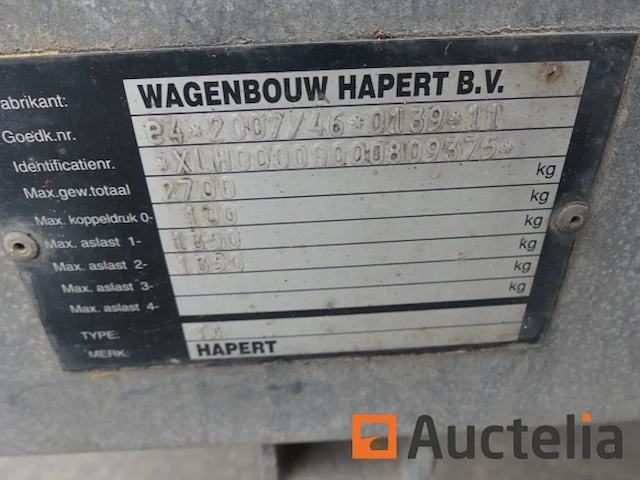 abrikant: WAGENBOUW HAPERT B.V.
Goedk.nr. e4*2007/46*0139*11
Identificatienr. *XLH00000000809375*
Max.gew.totaal 2700 kg
Max. koppeldruk 0- 100 kg
Max. aslast 1- 1350 kg
Max. aslast 2- 1350 kg
Max. aslast 3- kg
Max. aslast 4-
TYPE:
MERK: HAPERT
Auctelia